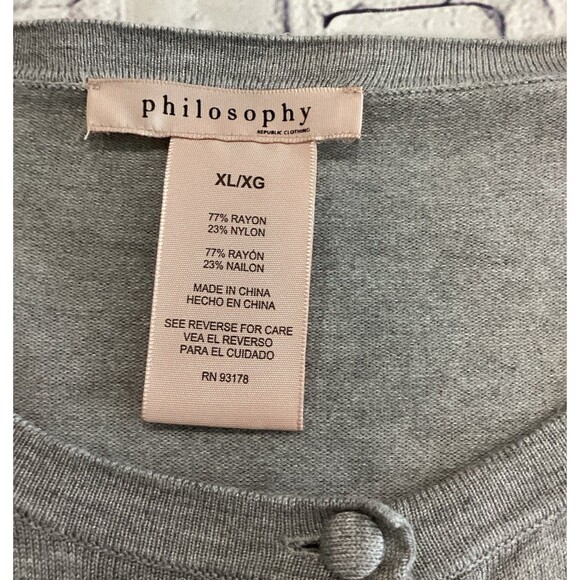 philosophy
REPUBLIC CLOTHING
XL/XG
77% RAYON
23% NYLON
77% RAYÓN
23% NAILON
MADE IN CHINA
HECHO EN CHINA
SEE REVERSE FOR CARE
VEA EL REVERSO
PARA EL CUIDADO
RN 93178